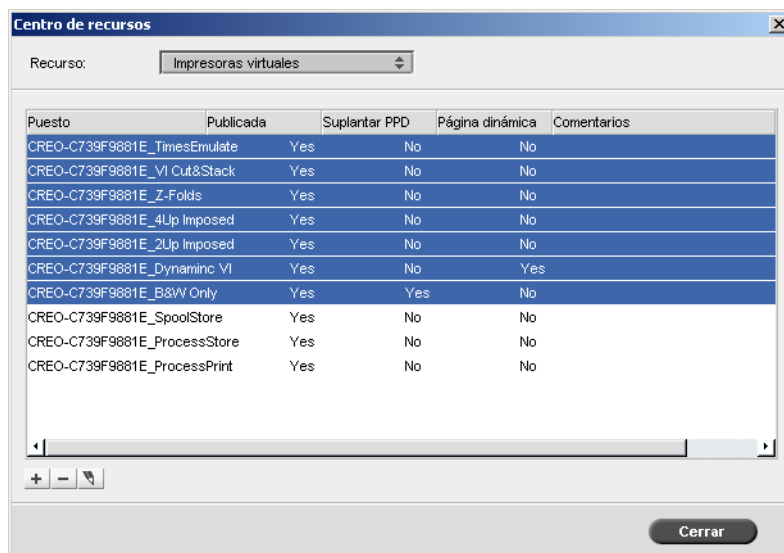 Centro de recursos
Recurso: Impresoras virtuales
Puesto Publicada Suplantar PPD Página dinámica Comentarios
CREO-C739F9881E_TimesEmulate Yes No No
CREO-C739F9881E_VI Cut&Stack Yes No No
CREO-C739F9881E_Z-Folds Yes No No
CREO-C739F9881E_4Up Imposed Yes No No
CREO-C739F9881E_2Up Imposed Yes No No
CREO-C739F9881E_Dynaminc VI Yes No Yes
CREO-C739F9881E_B&W Only Yes Yes No
CREO-C739F9881E_SpoolStore Yes No No
CREO-C739F9881E_ProcessStore Yes No No
CREO-C739F9881E_ProcessPrint Yes No No
Cerrar